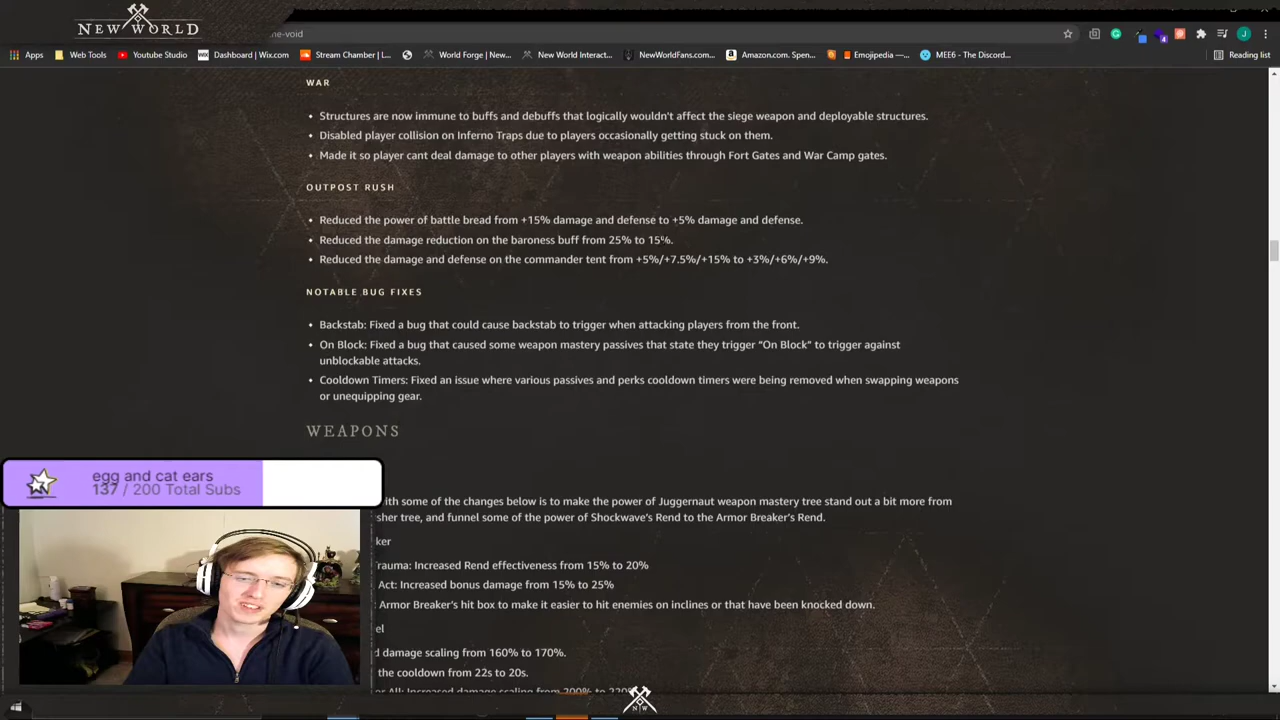 NEW WORLD
ne-void
J
Apps
Web Tools
Youtube Studio
Dashboard | Wix.com
Stream Chamber | L...
World Forge | New...
New World Interact...
NewWorldFans.com...
Amazon.com. Spen...
Emojipedia —...
MEE6 – The Discord...
Reading list
WAR
• Structures are now immune to buffs and debuffs that logically wouldn't affect the siege weapon and deployable structures.
• Disabled player collision on Inferno Traps due to players occasionally getting stuck on them.
• Made it so player cant deal damage to other players with weapon abilities through Fort Gates and War Camp gates.
OUTPOST RUSH
• Reduced the power of battle bread from +15% damage and defense to +5% damage and defense.
• Reduced the damage reduction on the baroness buff from 25% to 15%.
• Reduced the damage and defense on the commander tent from +5%/+7.5%/+15% to +3%/+6%/+9%.
NOTABLE BUG FIXES
• Backstab: Fixed a bug that could cause backstab to trigger when attacking players from the front.
• On Block: Fixed a bug that caused some weapon mastery passives that state they trigger “On Block” to trigger against
unblockable attacks.
• Cooldown Timers: Fixed an issue where various passives and perks cooldown timers were being removed when swapping weapons
or unequipping gear.
WEAPONS
egg and cat ears
137 / 200 Total Subs
ith some of the changes below is to make the power of Juggernaut weapon mastery tree stand out a bit more from
sher tree, and funnel some of the power of Shockwave's Rend to the Armor Breaker's Rend.
ker
rauma: Increased Rend effectiveness from 15% to 20%
Act: Increased bonus damage from 15% to 25%
: Armor Breaker's hit box to make it easier to hit enemies on inclines or that have been knocked down.
el
d damage scaling from 160% to 170%.
the cooldown from 22s to 20s.
or All: Increased damage scaling from 200% to 220%
N W